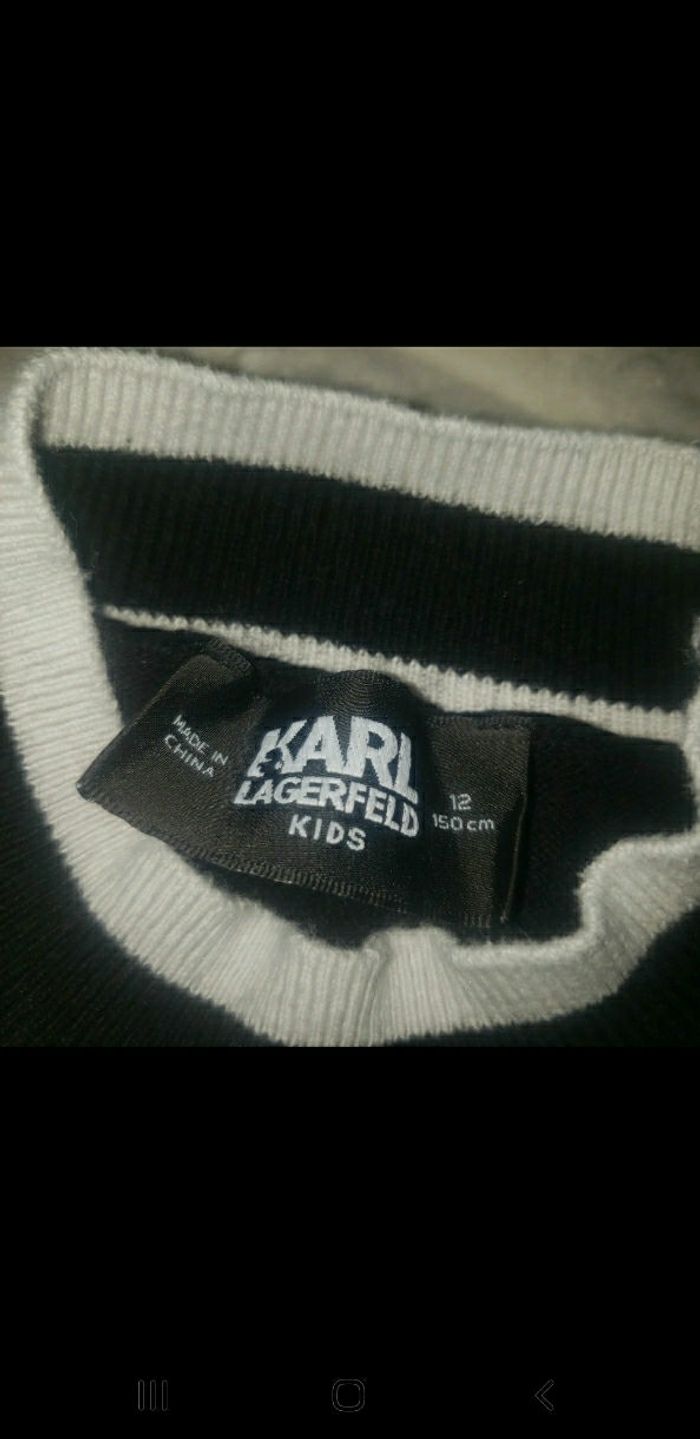 MADE IN
CHINA
KARL
LAGERFELD
KIDS
12
150 cm